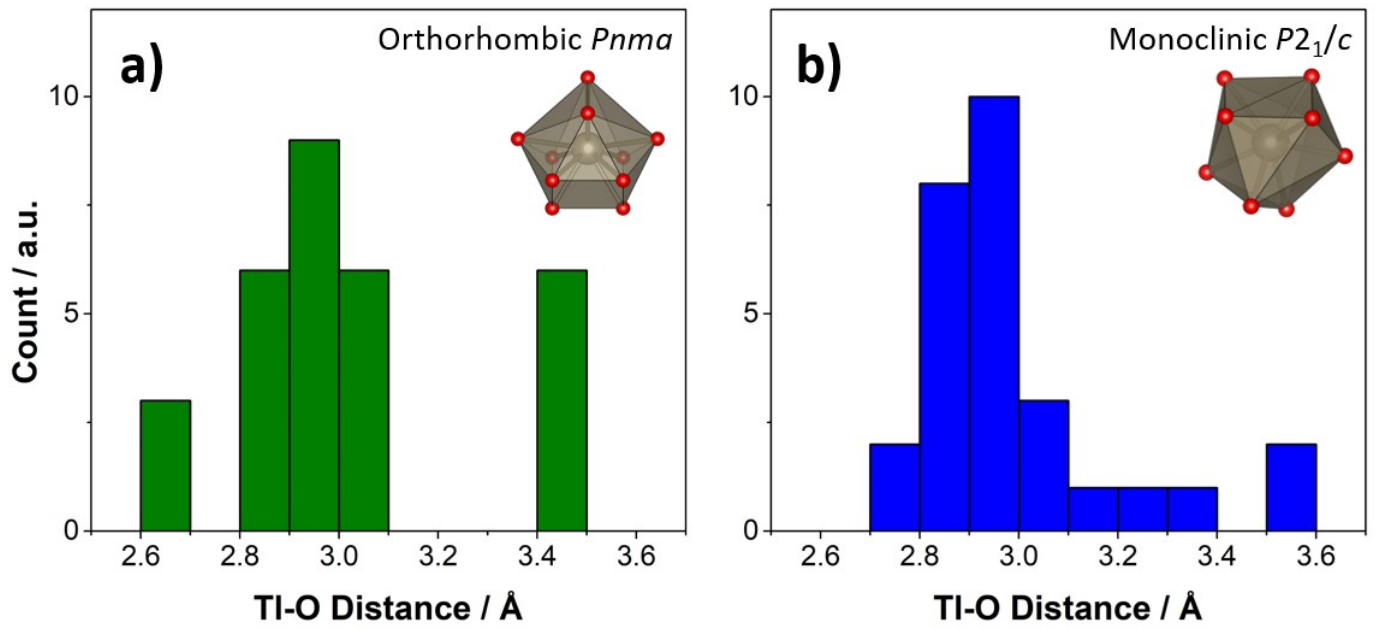 a)
Orthorhombic Pnma
10
5
0
Count / a.u.
2.6 2.8 3.0 3.2 3.4 3.6
Tl-O Distance / Å
b)
Monoclinic P2₁/c
10
5
0
2.6 2.8 3.0 3.2 3.4 3.6
Tl-O Distance / Å